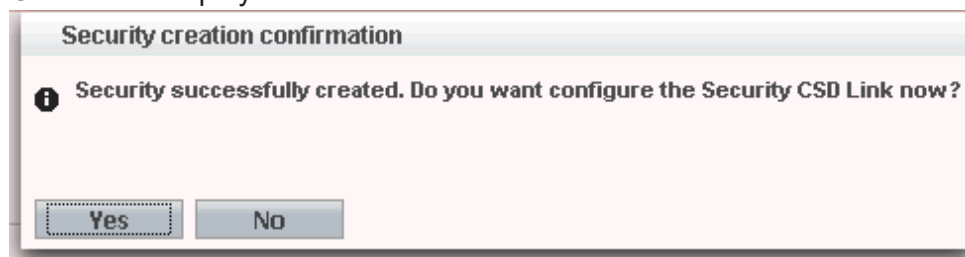 Security creation confirmation
Security successfully created. Do you want configure the Security CSD Link now?
Yes No